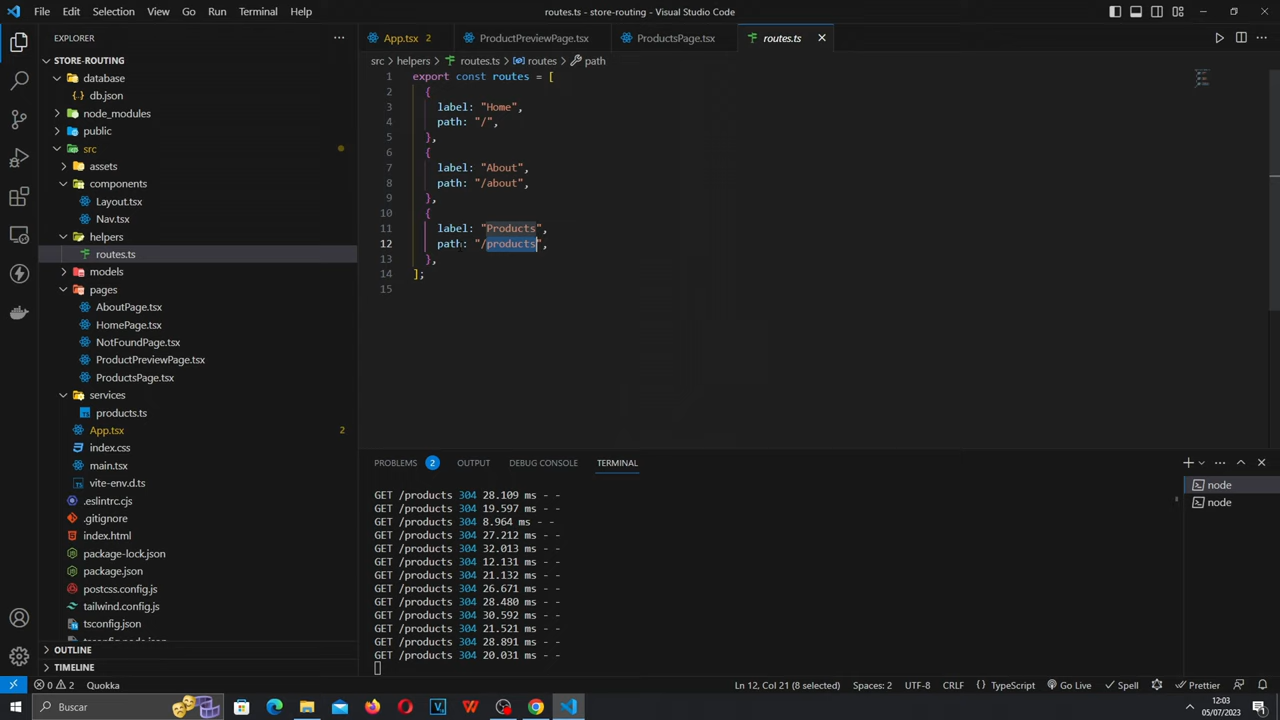 File Edit Selection View Go Run Terminal Help routes.ts - store-routing - Visual Studio Code
EXPLORER
App.tsx 2 ProductPreviewPage.tsx ProductsPage.tsx routes.ts
STORE-ROUTING
src > helpers > routes.ts > routes > path
database
db.json
node_modules
public
src
assets
components
Layout.tsx
Nav.tsx
helpers
routes.ts
models
pages
AboutPage.tsx
HomePage.tsx
NotFoundPage.tsx
ProductPreviewPage.tsx
ProductsPage.tsx
services
products.ts
App.tsx 2
index.css
main.tsx
vite-env.d.ts
.eslintrc.cjs
.gitignore
index.html
package-lock.json
package.json
postcss.config.js
tailwind.config.js
tsconfig.json
tsconfig.node.json
OUTLINE
TIMELINE
1 export const routes = [
2 {
3 label: "Home",
4 path: "/",
5 },
6 {
7 label: "About",
8 path: "/about",
9 },
10 {
11 label: "Products",
12 path: "/products",
13 },
14 ];
15
PROBLEMS 2 OUTPUT DEBUG CONSOLE TERMINAL
GET /products 304 28.109 ms - -
GET /products 304 19.597 ms - -
GET /products 304 8.964 ms - -
GET /products 304 27.212 ms - -
GET /products 304 32.013 ms - -
GET /products 304 12.131 ms - -
GET /products 304 21.132 ms - -
GET /products 304 26.671 ms - -
GET /products 304 28.480 ms - -
GET /products 304 30.592 ms - -
GET /products 304 21.521 ms - -
GET /products 304 28.891 ms - -
GET /products 304 20.031 ms - -
node
node
0 2 Quokka Ln 12, Col 21 (8 selected) Spaces: 2 UTF-8 CRLF TypeScript Go Live Spell Prettier
Buscar
12:03
05/07/2023